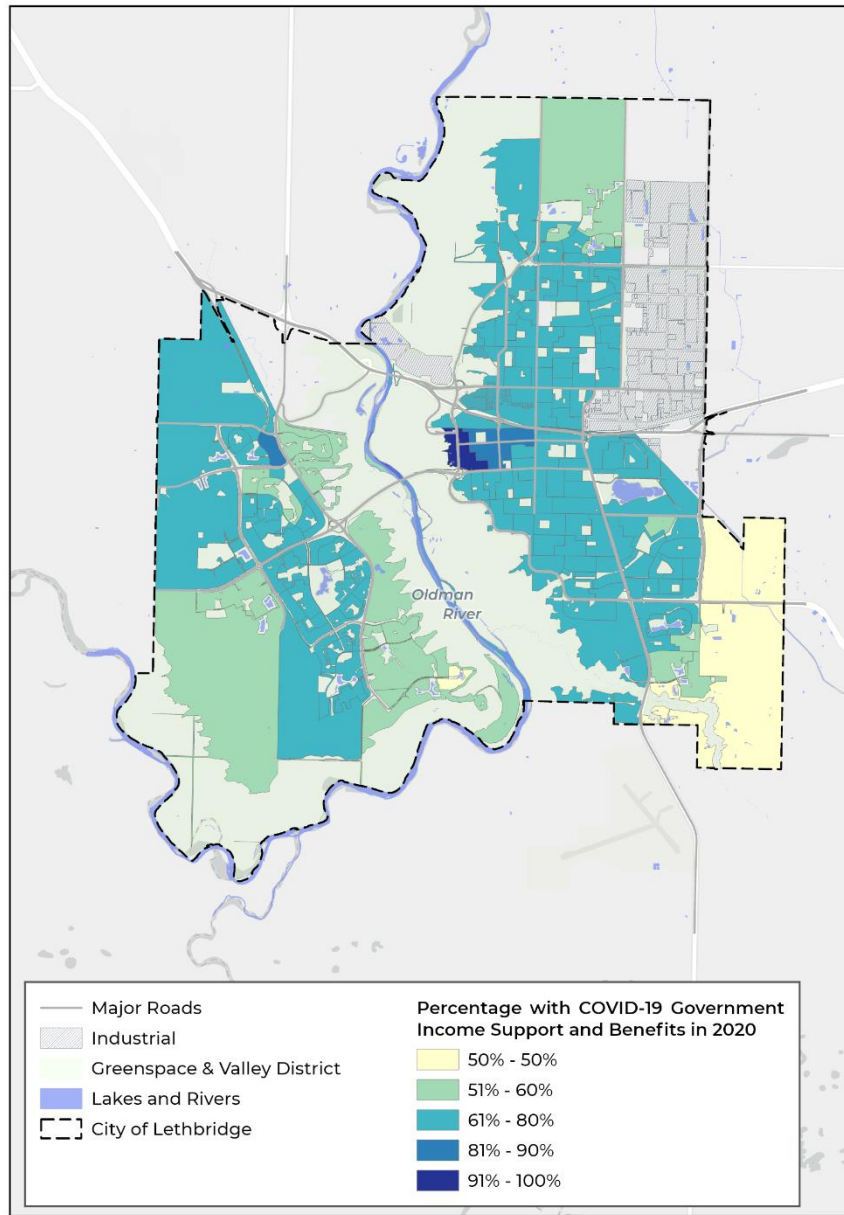 Oldman
River
Major Roads
Industrial
Greenspace & Valley District
Lakes and Rivers
City of Lethbridge
Percentage with COVID-19 Government
Income Support and Benefits in 2020
50% - 50%
51% - 60%
61% - 80%
81% - 90%
91% - 100%